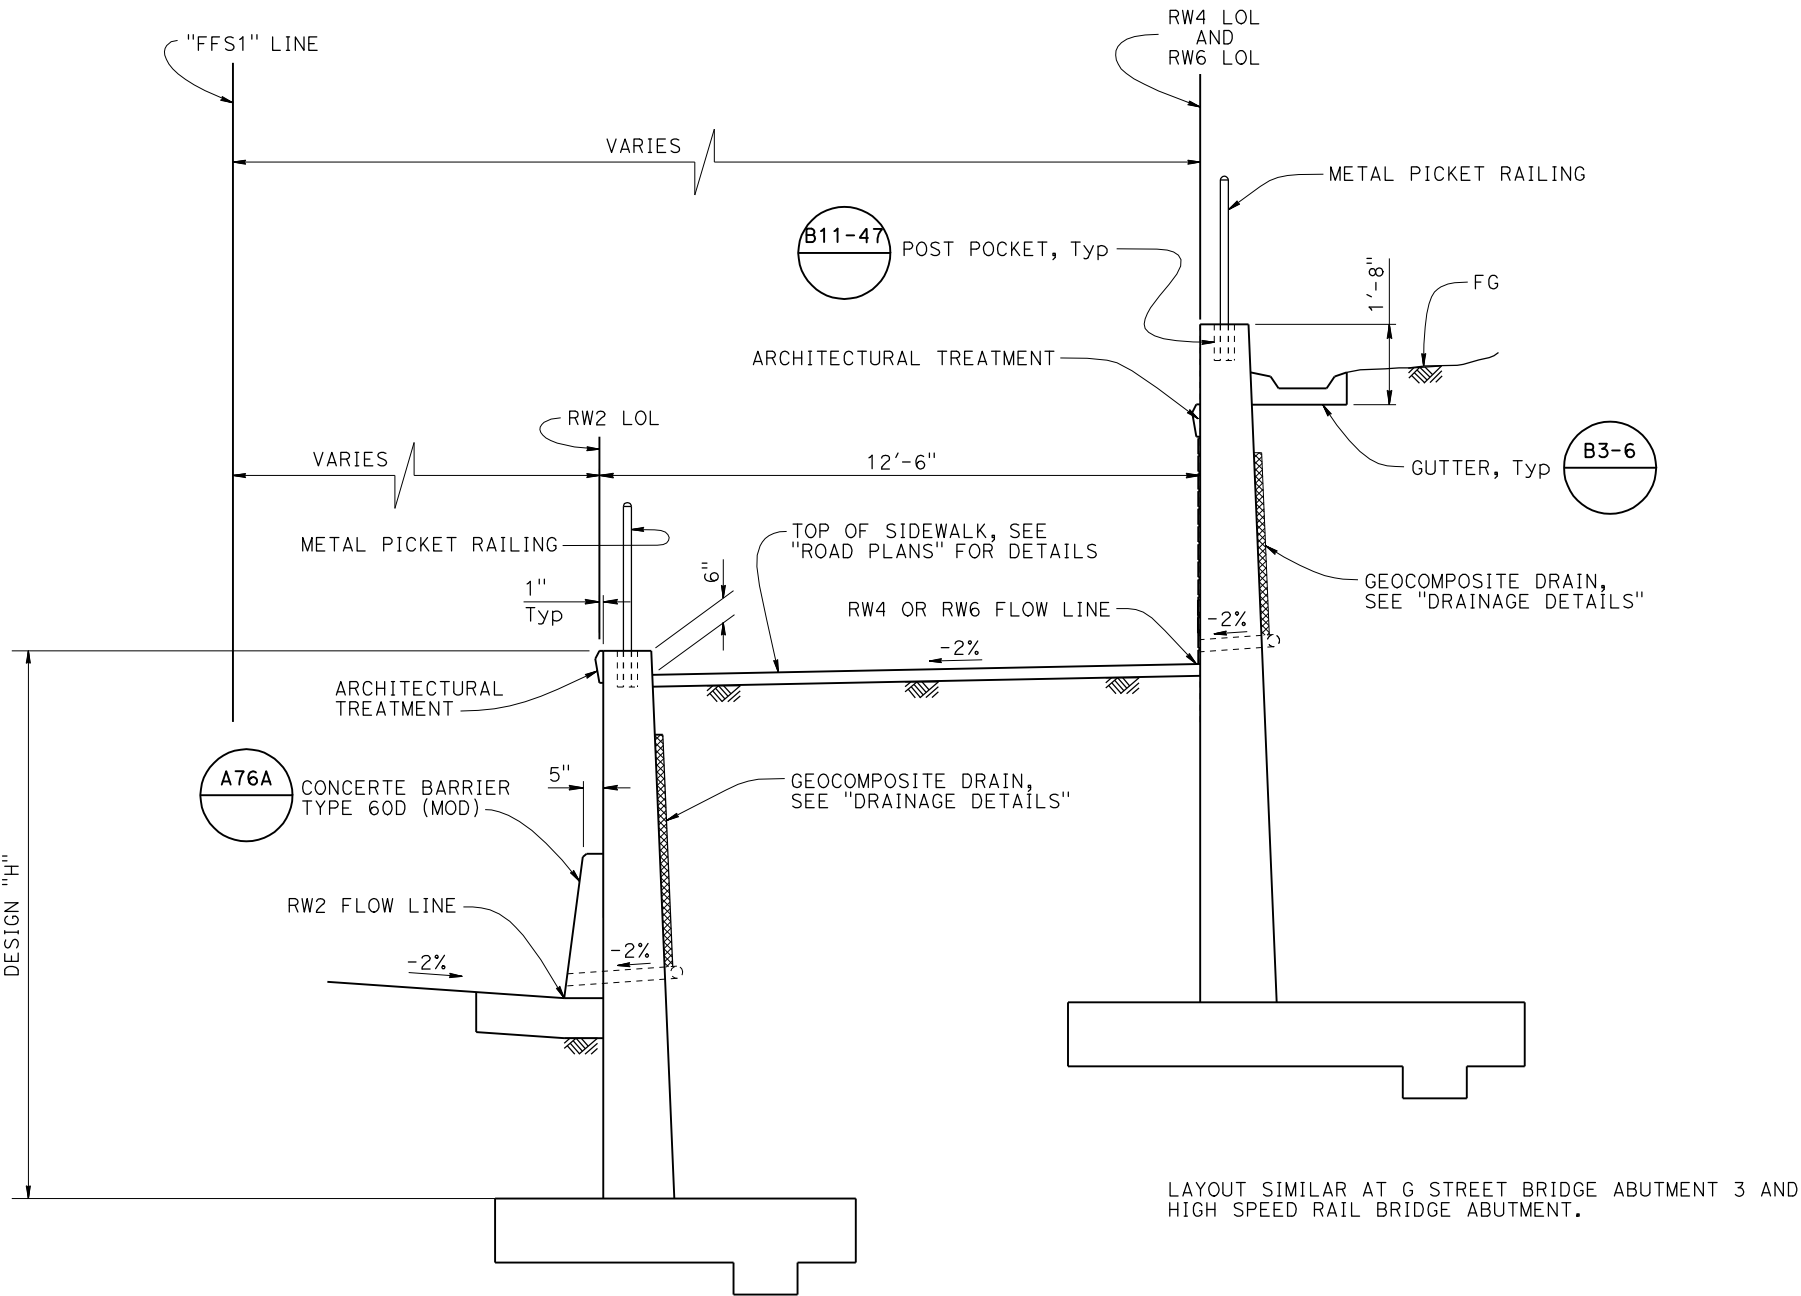 RW4 LOL
AND
RW6 LOL
"FFS1" LINE
VARIES
METAL PICKET RAILING
B11-47
POST POCKET, Typ
1'-8"
FG
ARCHITECTURAL TREATMENT
RW2 LOL
VARIES
12'-6"
B3-6
GUTTER, Typ
METAL PICKET RAILING
TOP OF SIDEWALK, SEE
"ROAD PLANS" FOR DETAILS
6"
1"
Typ
GEOCOMPOSITE DRAIN,
SEE "DRAINAGE DETAILS"
RW4 OR RW6 FLOW LINE
-2%
-2%
ARCHITECTURAL
TREATMENT
A76A
CONCERTE BARRIER
TYPE 60D (MOD)
5"
GEOCOMPOSITE DRAIN,
SEE "DRAINAGE DETAILS"
DESIGN "H"
RW2 FLOW LINE
-2%
-2%
LAYOUT SIMILAR AT G STREET BRIDGE ABUTMENT 3 AND
HIGH SPEED RAIL BRIDGE ABUTMENT.